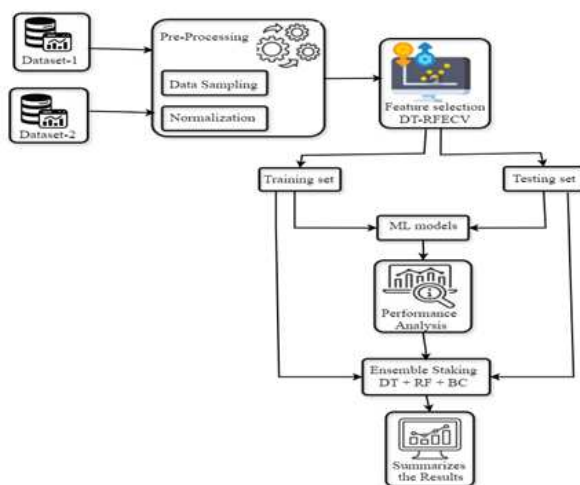 Dataset-1
Dataset-2
Pre-Processing
Data Sampling
Normalization
Feature selection
DT-RFECV
Training set
Testing set
ML models
Performance
Analysis
Ensemble Staking
DT + RF + BC
Summarizes
the Results